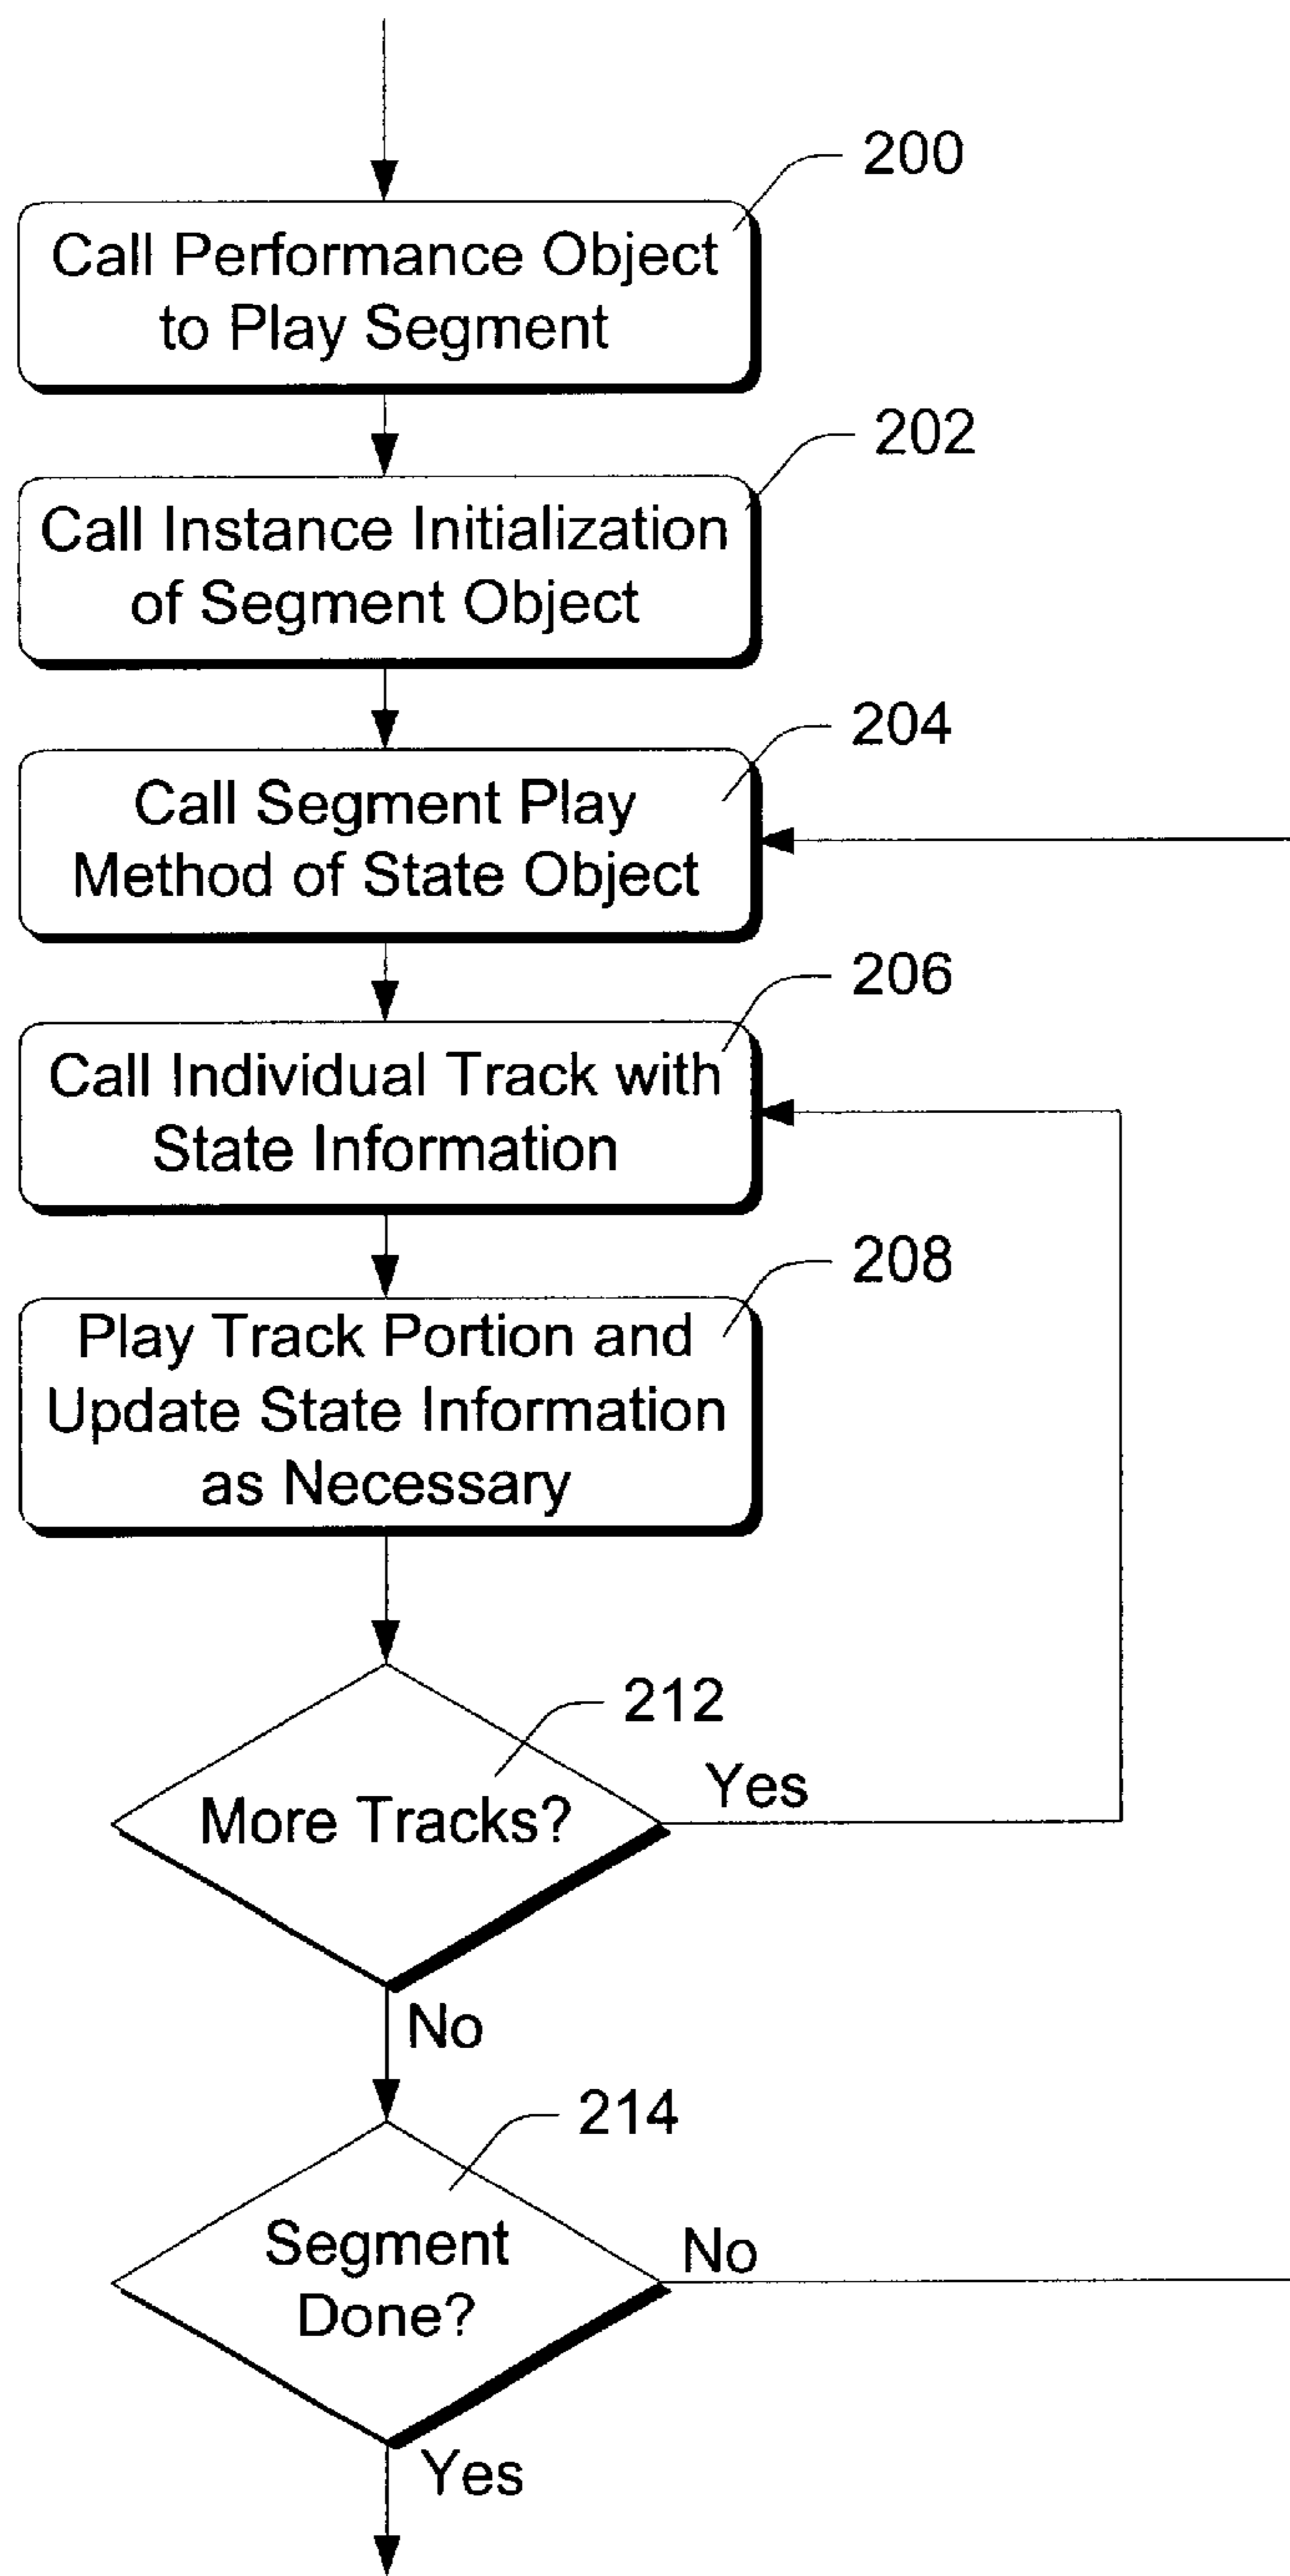 200
Call Performance Object
to Play Segment
202
Call Instance Initialization
of Segment Object
204
Call Segment Play
Method of State Object
206
Call Individual Track with
State Information
208
Play Track Portion and
Update State Information
as Necessary
212
More Tracks?
Yes
No
214
Segment
Done?
No
Yes